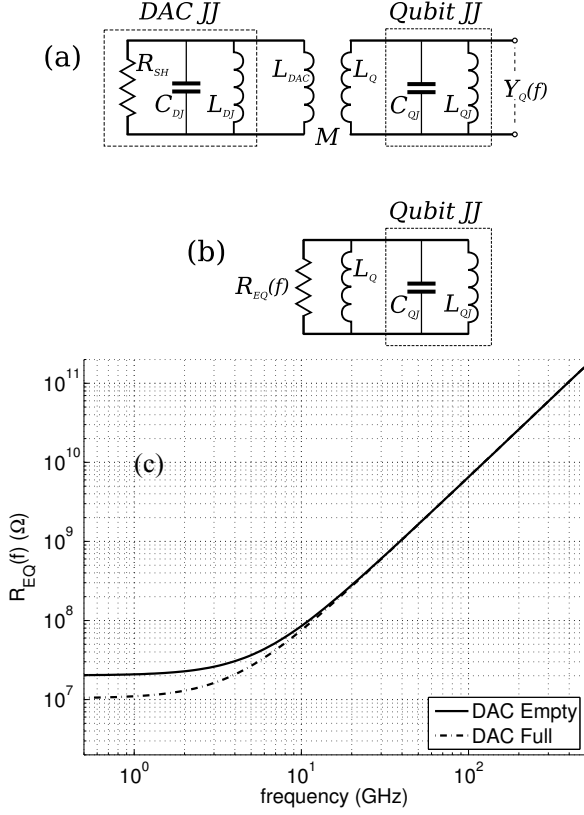 DAC JJ
Qubit JJ
(a)
R_SH
C_DJ
L_DJ
L_DAC
M
L_Q
C_QJ
L_QJ
Y_Q(f)
Qubit JJ
(b)
R_EQ(f)
L_Q
C_QJ
L_QJ
(c)
R_EQ(f) (Ω)
10^11
10^10
10^9
10^8
10^7
10^0
10^1
10^2
frequency (GHz)
DAC Empty
DAC Full